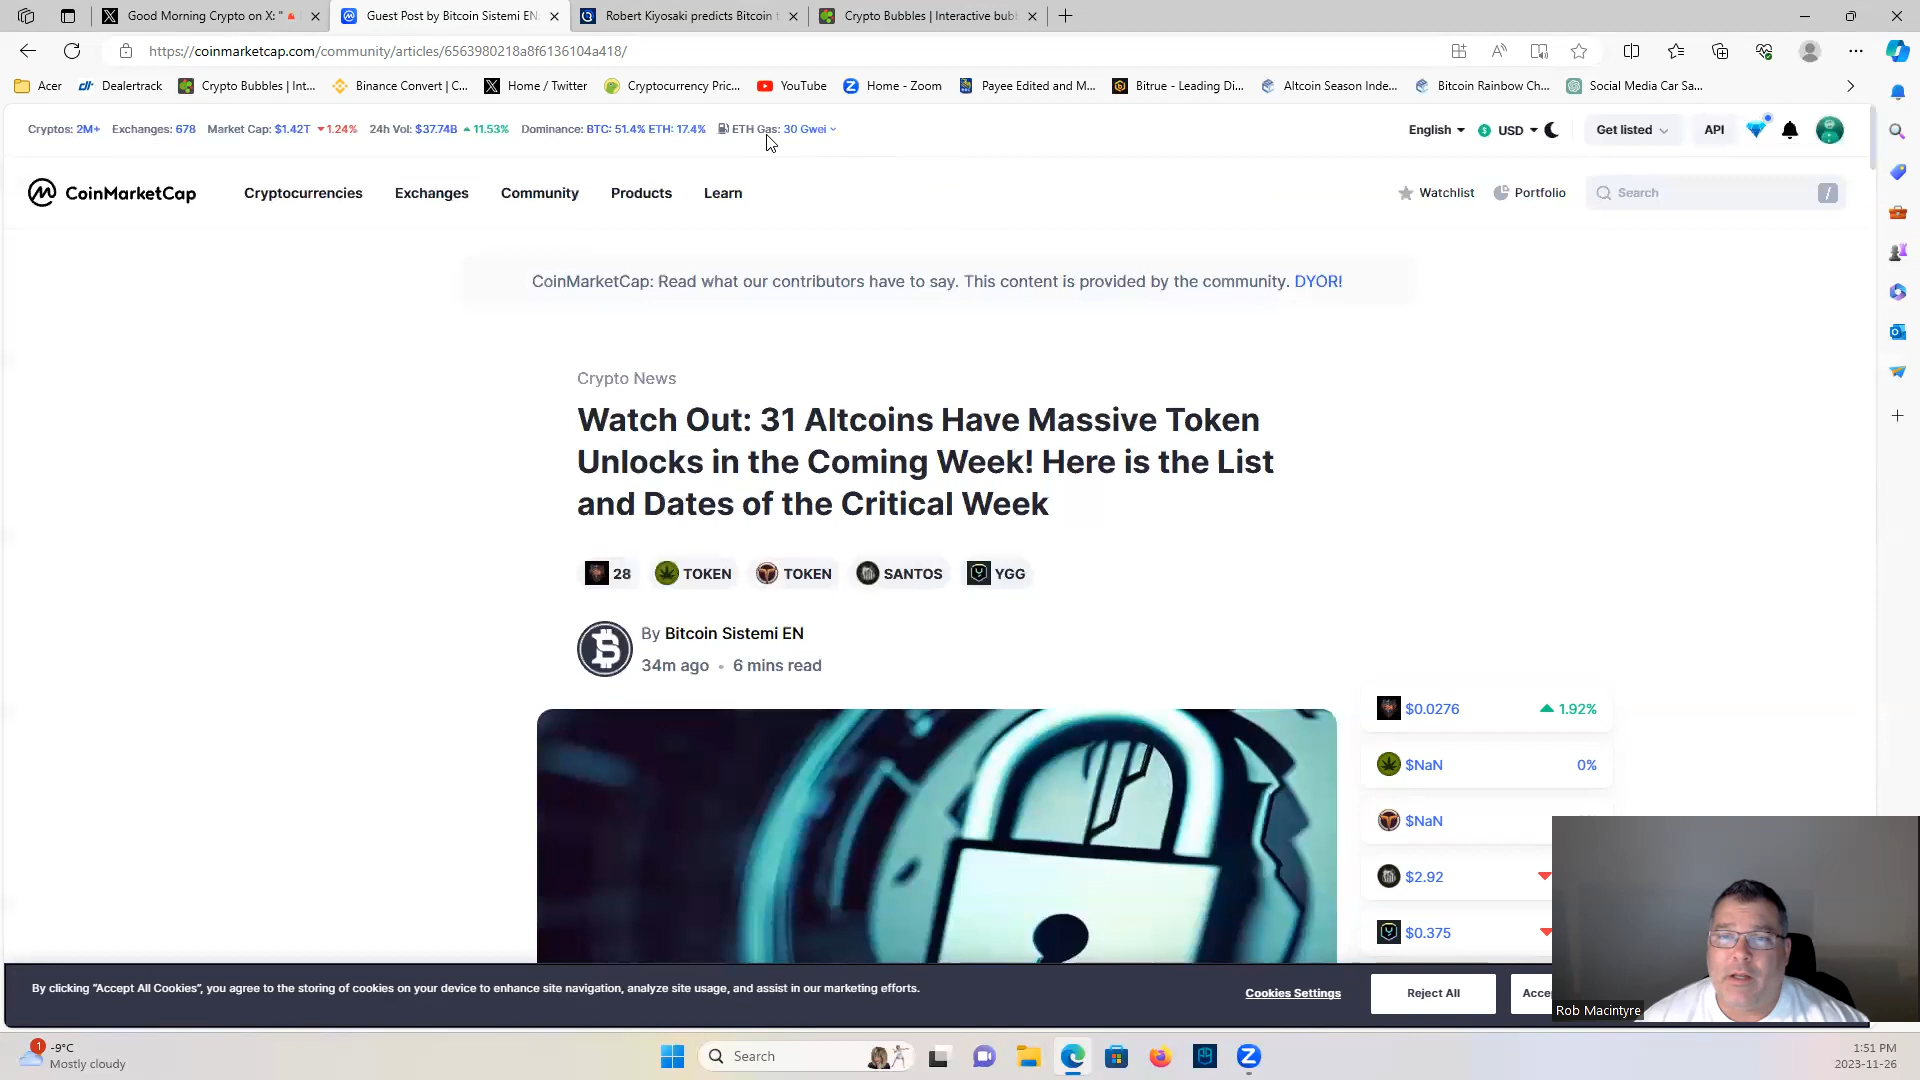 Good Morning Crypto on X: "
Guest Post by Bitcoin Sistemi EN:
Robert Kiyosaki predicts Bitcoin t
Crypto Bubbles | Interactive bubb
https://coinmarketcap.com/community/articles/6563980218a8f6136104a418/
Acer
Dealertrack
Crypto Bubbles | Int...
Binance Convert | C...
Home / Twitter
Cryptocurrency Pric...
YouTube
Home - Zoom
Payee Edited and M...
Bitrue - Leading Di...
Altcoin Season Inde...
Bitcoin Rainbow Ch...
Social Media Car Sa...
Cryptos: 2M+ Exchanges: 678 Market Cap: $1.42T 1.24% 24h Vol: $37.74B 11.53% Dominance: BTC: 51.4% ETH: 17.4% ETH Gas: 30 Gwei
English USD Get listed API
CoinMarketCap
Cryptocurrencies Exchanges Community Products Learn
Watchlist Portfolio Search /
CoinMarketCap: Read what our contributors have to say. This content is provided by the community. DYOR!
Crypto News
Watch Out: 31 Altcoins Have Massive Token
Unlocks in the Coming Week! Here is the List
and Dates of the Critical Week
28 TOKEN TOKEN SANTOS YGG
By Bitcoin Sistemi EN
34m ago • 6 mins read
$0.0276 1.92%
$NaN 0%
$NaN
$2.92
$0.375
By clicking "Accept All Cookies", you agree to the storing of cookies on your device to enhance site navigation, analyze site usage, and assist in our marketing efforts.
Cookies Settings
Reject All
Acce
Rob Macintyre
1
-9°C
Mostly cloudy
Search
1:51 PM
2023-11-26